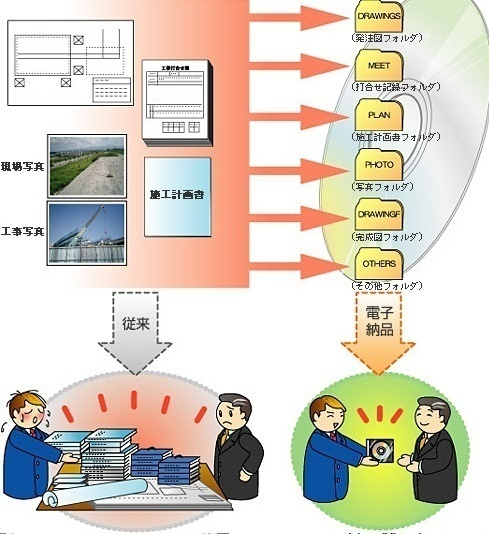 DRAWINGS
(発注図フォルダ)
MEET
(打合せ記録フォルダ)
工事打合せ簿
PLAN
(施工計画書フォルダ)
現場写真
施工計画書
PHOTO
(写真フォルダ)
工事写真
DRAWINGF
(完成図フォルダ)
OTHERS
(その他フォルダ)
従来
電子
納品